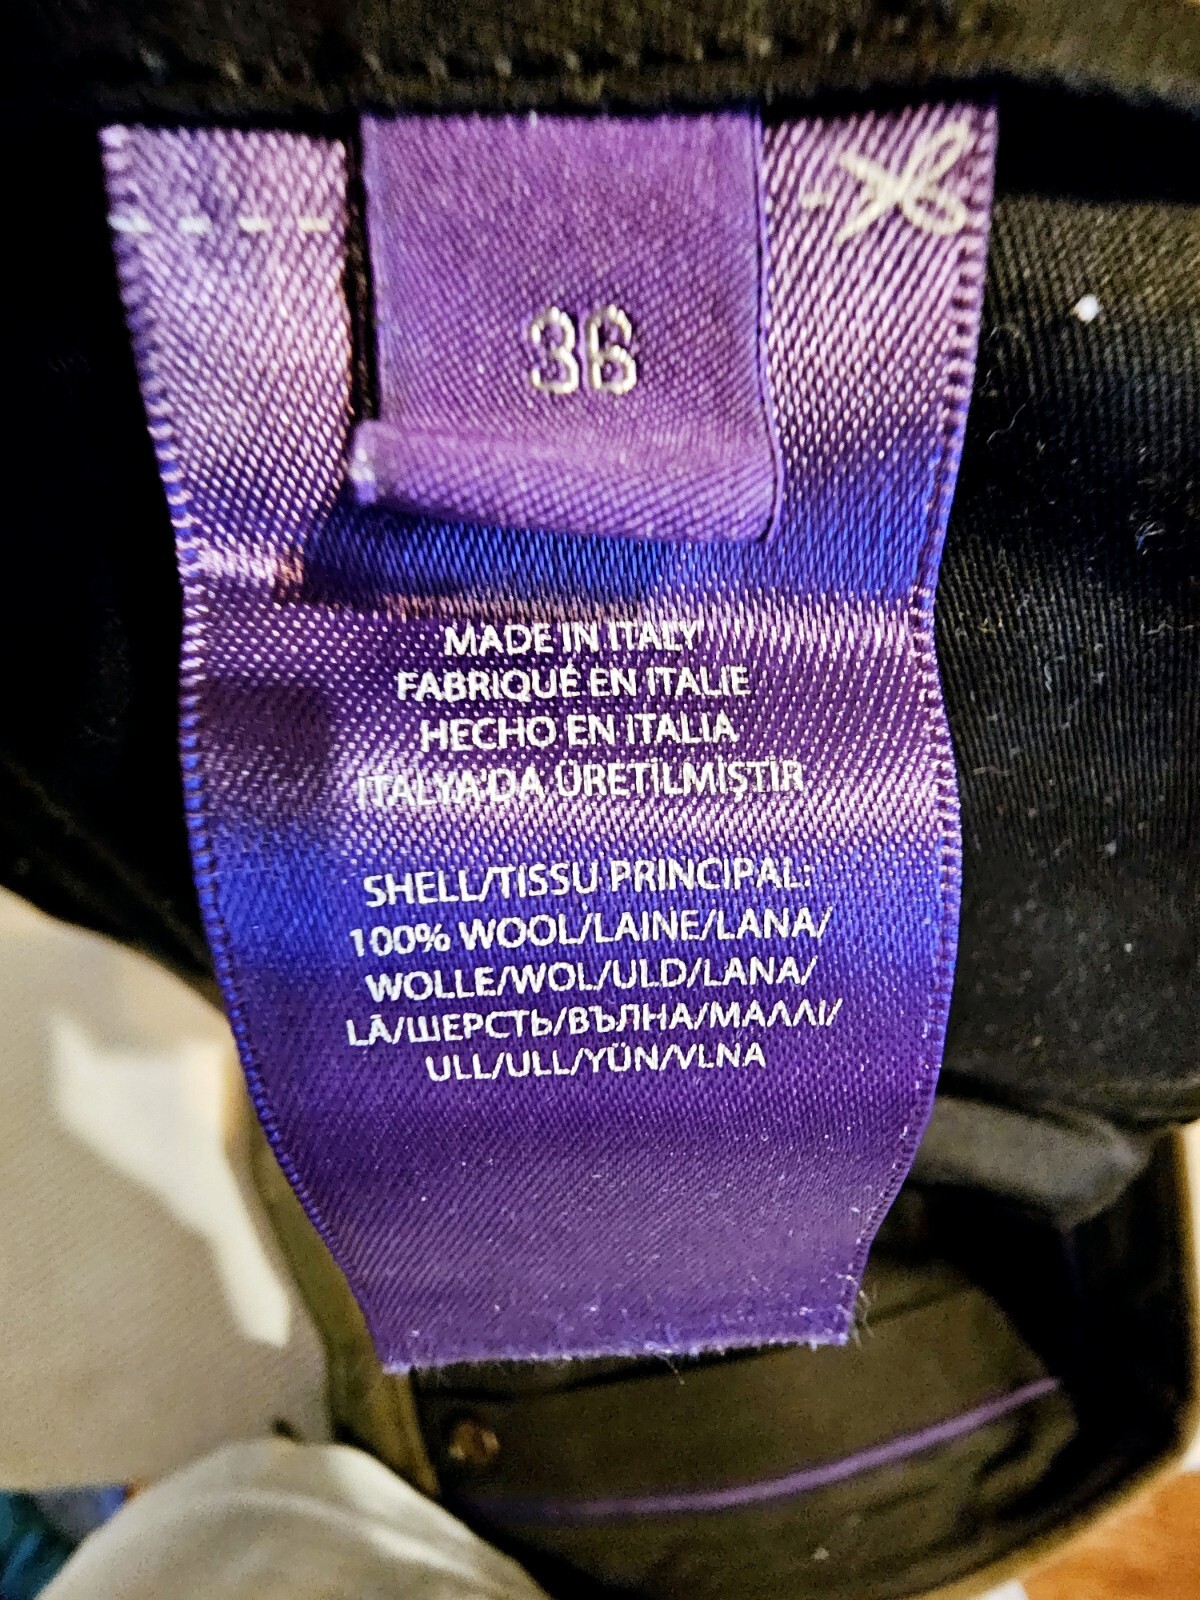 36
MADE IN ITALY
FABRIQUÉ EN ITALIE
HECHO EN ITALIA
ITALYA'DA ÜRETİLMİŞTİR
SHELL/TISSU PRINCIPAL:
100% WOOL/LAINE/LANA/
WOLLE/WOL/ULD/LANA/
LÃ/ШЕРСТЬ/ВЪЛНА/ΜΑΛΛΙ/
ULL/ULL/YÜN/VLNA